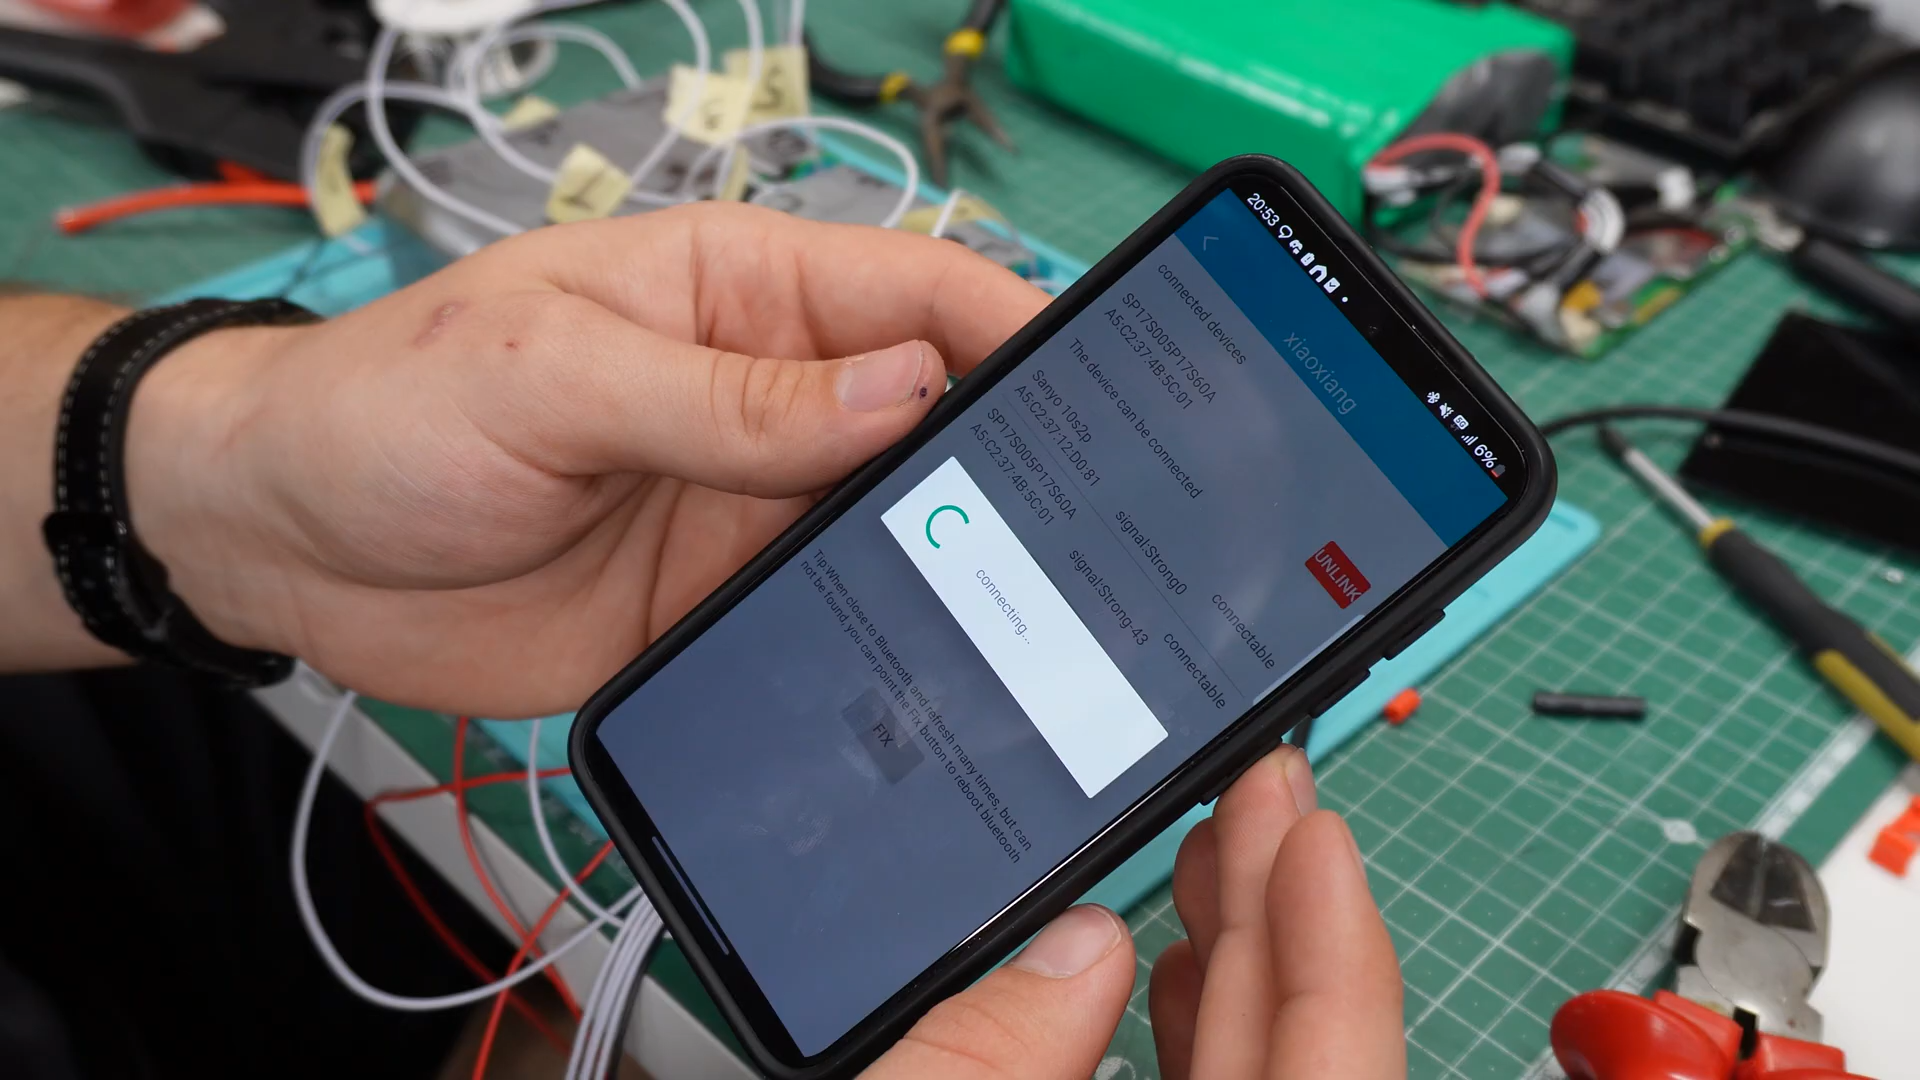 20:53
6%
xiaoxiang
connected devices
SP17S005P17S60A
A5:C2:37:4B:5C:01
UNLINK
The device can be connected
Sanyo 10s2p
A5:C2:37:12:D0:81
signal:Strong0
connectable
SP17S005P17S60A
A5:C2:37:4B:5C:01
signal:Strong-43
connectable
connecting...
Tip:When close to Bluetooth and refresh many times, but can
not be found, you can point the Fix button to reboot bluetooth
FIX
7